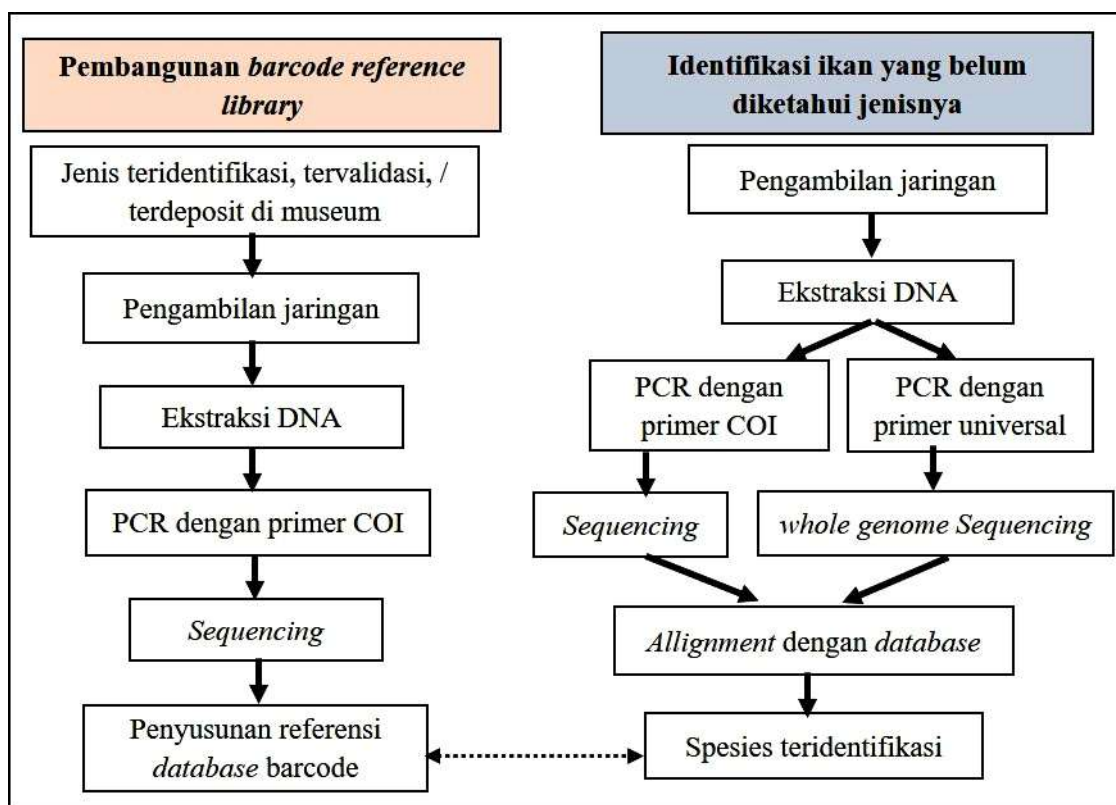 Pembangunan barcode reference
library
Jenis teridentifikasi, tervalidasi, /
terdeposit di museum
Pengambilan jaringan
Ekstraksi DNA
PCR dengan primer COI
Sequencing
Penyusunan referensi
database barcode
Identifikasi ikan yang belum
diketahui jenisnya
Pengambilan jaringan
Ekstraksi DNA
PCR dengan
primer COI
PCR dengan
primer universal
Sequencing
whole genome Sequencing
Allignment dengan database
Spesies teridentifikasi